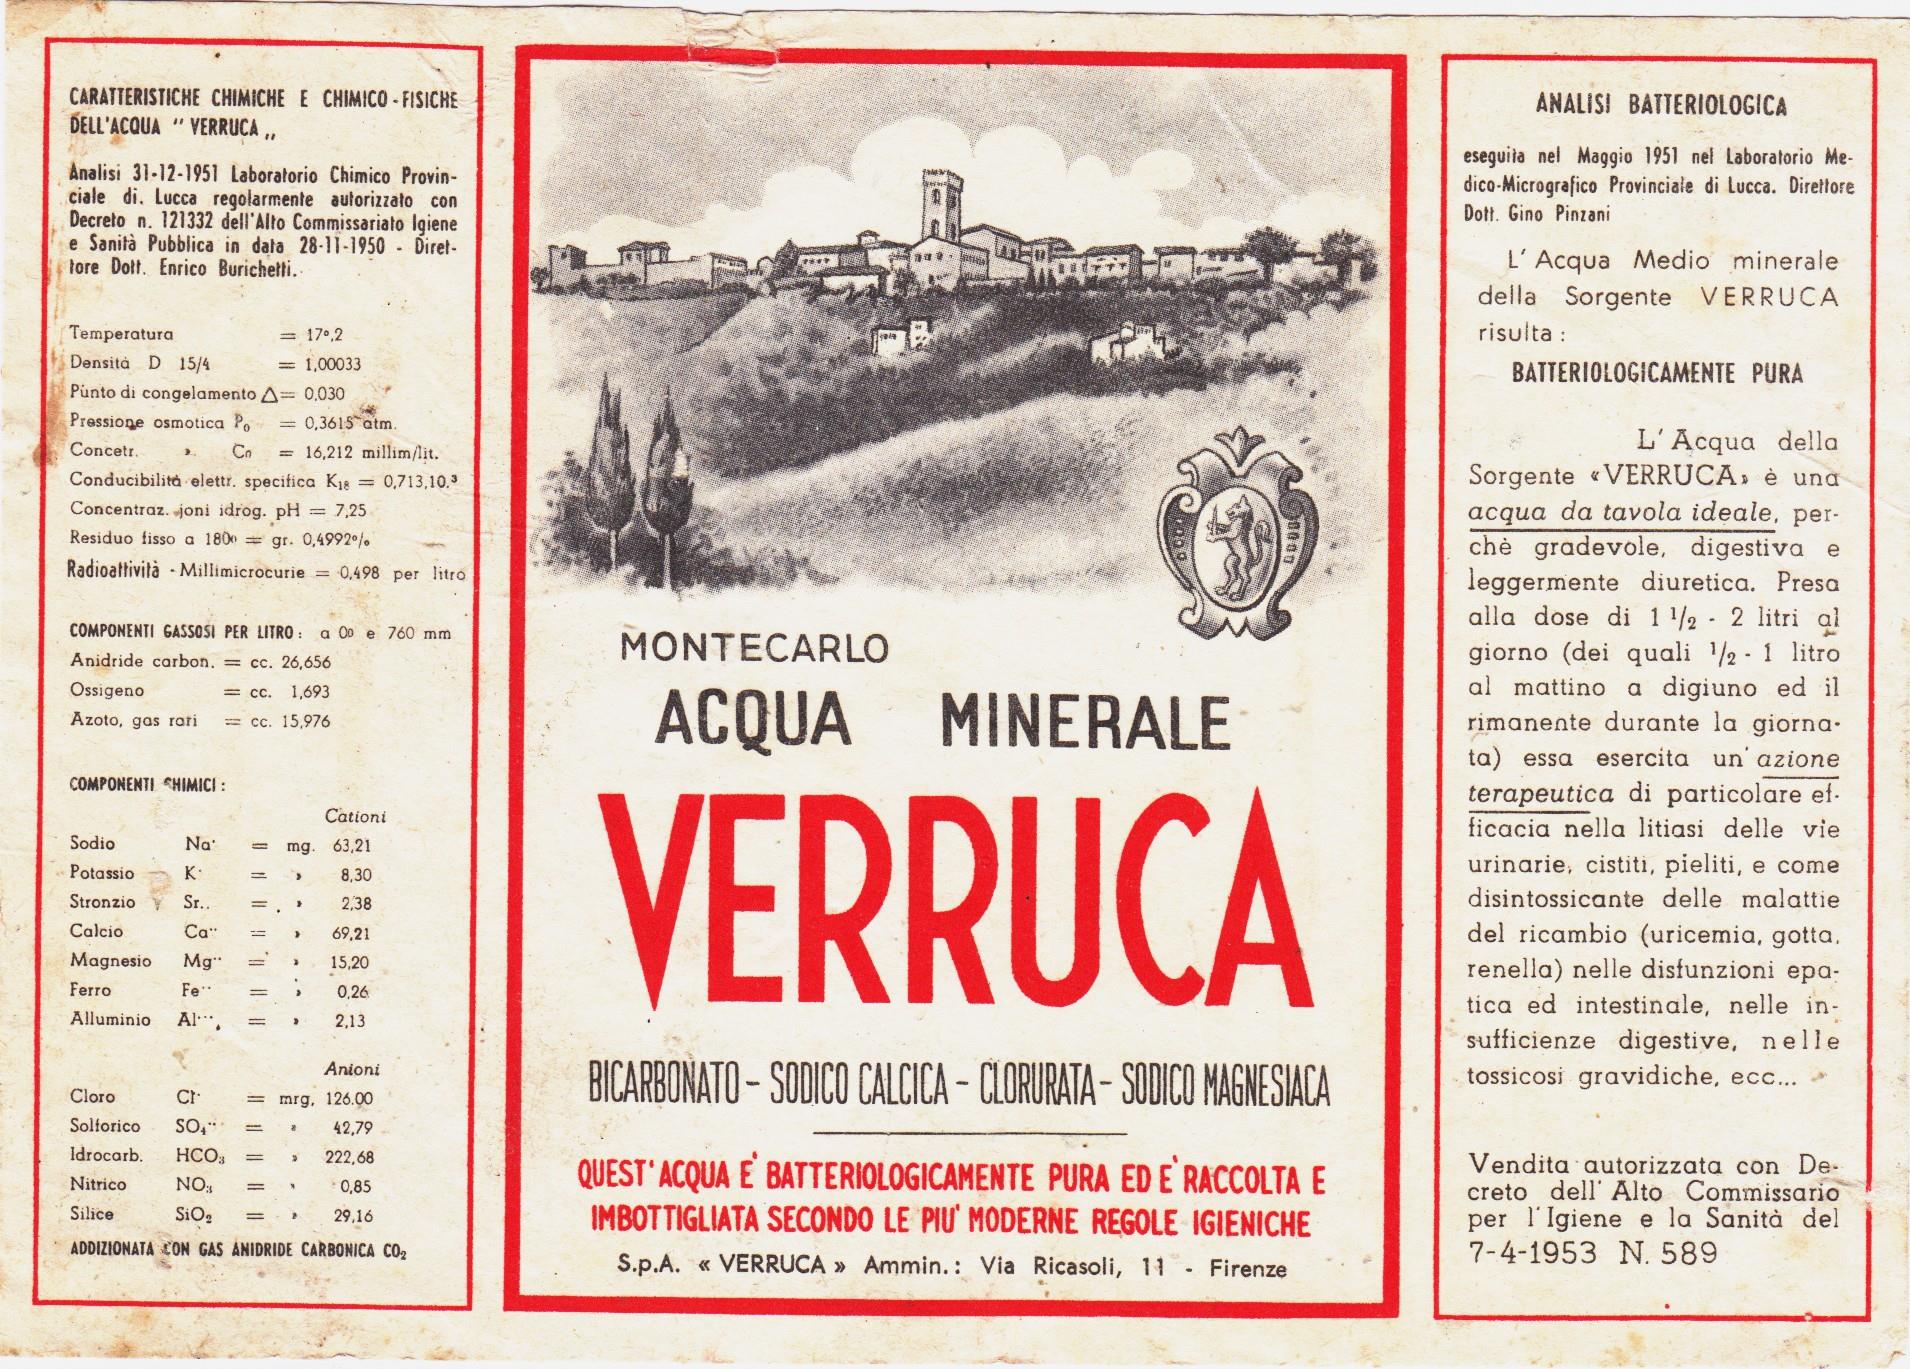 CARATTERISTICHE CHIMICHE E CHIMICO-FISICHE
DELL'ACQUA " VERRUCA „
Analisi 31-12-1951 Laboratorio Chimico Provin-
ciale di. Lucca regolarmente autorizzato con
Decreto n. 121332 dell'Alto Commissariato Igiene
e Sanità Pubblica in data 28-11-1950 - Diret-
tore Dott. Enrico Burichetti.
Temperatura = 17°,2
Densità D 15/4 = 1,00033
Punto di congelamento △ = 0,030
Pressione osmotica P₀ = 0,3615 atm.
Concetr. » Cn = 16,212 millim/lit.
Conducibilità elettr. specifica K₁₈ = 0,713,10.³
Concentraz. joni idrog. pH = 7,25
Residuo fisso a 180° = gr. 0,4992%
Radioattività - Millimicrocurie = 0,498 per litro
COMPONENTI GASSOSI PER LITRO: a 0° e 760 mm
Anidride carbon. = cc. 26,656
Ossigeno = cc. 1,693
Azoto, gas rari = cc. 15,976
COMPONENTI CHIMICI :
Cationi
Sodio Na· = mg. 63,21
Potassio K· = » 8,30
Stronzio Sr.. = » 2,38
Calcio Ca·· = » 69,21
Magnesio Mg·· = » 15,20
Ferro Fe·· = » 0,26
Alluminio Al··· = » 2,13
Anioni
Cloro Cl· = mrg, 126.00
Solforico SO₄·· = » 42,79
Idrocarb. HCO₃ = » 222,68
Nitrico NO₃ = » 0,85
Silice SiO₂ = » 29,16
ADDIZIONATA CON GAS ANIDRIDE CARBONICA CO₂
MONTECARLO
ACQUA MINERALE
VERRUCA
BICARBONATO - SODICO CALCICA - CLORURATA - SODICO MAGNESIACA
QUEST'ACQUA E' BATTERIOLOGICAMENTE PURA ED E' RACCOLTA E
IMBOTTIGLIATA SECONDO LE PIU' MODERNE REGOLE IGIENICHE
S.p.A. « VERRUCA » Ammin.: Via Ricasoli, 11 - Firenze
ANALISI BATTERIOLOGICA
eseguita nel Maggio 1951 nel Laboratorio Me-
dico-Micrografico Provinciale di Lucca. Direttore
Dott. Gino Pinzani
L'Acqua Medio minerale
della Sorgente VERRUCA
risulta :
BATTERIOLOGICAMENTE PURA
L'Acqua della
Sorgente «VERRUCA» è una
acqua da tavola ideale, per-
chè gradevole, digestiva e
leggermente diuretica. Presa
alla dose di 1 ½ - 2 litri al
giorno (dei quali ½ - 1 litro
al mattino a digiuno ed il
rimanente durante la giorna-
ta) essa esercita un'azione
terapeutica di particolare ef-
ficacia nella litiasi delle vie
urinarie, cistiti, pieliti, e come
disintossicante delle malattie
del ricambio (uricemia, gotta,
renella) nelle disfunzioni epa-
tica ed intestinale, nelle in-
sufficienze digestive, nelle
tossicosi gravidiche, ecc...
Vendita autorizzata con De-
creto dell'Alto Commissario
per l'Igiene e la Sanità del
7-4-1953 N. 589